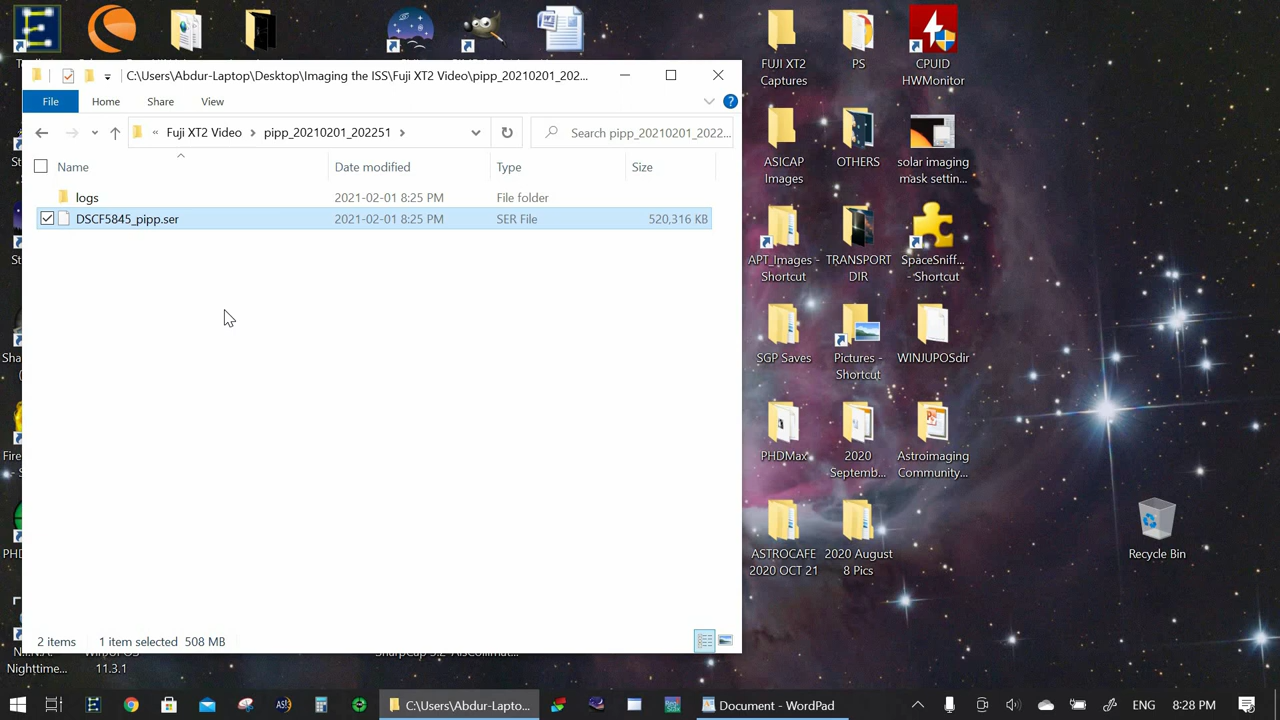 C:\Users\Abdur-Laptop\Desktop\Imaging the ISS\Fuji XT2 Video\pipp_20210201_202...
File
Home
Share
View
« Fuji XT2 Video > pipp_20210201_202251 >
Search pipp_20210201_2022...
Name
Date modified
Type
Size
logs
2021-02-01 8:25 PM
File folder
DSCF5845_pipp.ser
2021-02-01 8:25 PM
SER File
520,316 KB
2 items
1 item selected 508 MB
FUJI XT2
Captures
PS
CPUID
HWMonitor
ASICAP
Images
OTHERS
solar imaging
mask settin...
APT_Images -
Shortcut
TRANSPORT
DIR
SpaceSniff...
- Shortcut
SGP Saves
Pictures -
Shortcut
WINJUPOSdir
PHDMax
2020
Septemb...
Astroimaging
Community...
ASTROCAFE
2020 OCT 21
2020 August
8 Pics
Recycle Bin
Nighttime...
11.3.1
C:\Users\Abdur-Lapto...
Document - WordPad
ENG
8:28 PM